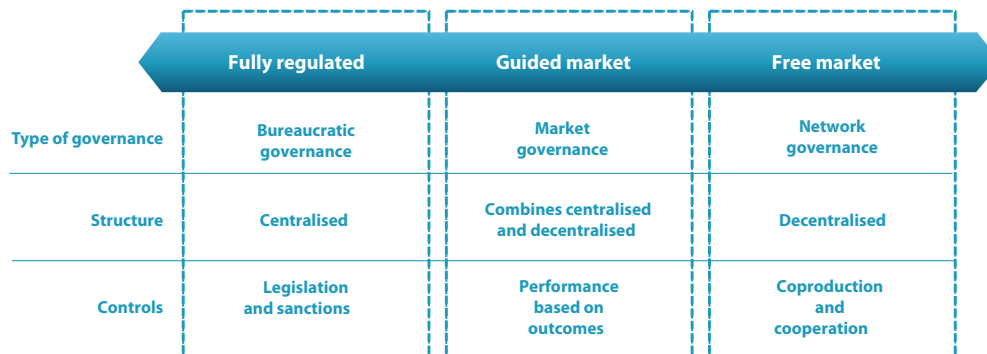 Fully regulated
Guided market
Free market
Type of governance
Bureaucratic
governance
Market
governance
Network
governance
Structure
Centralised
Combines centralised
and decentralised
Decentralised
Controls
Legislation
and sanctions
Performance
based on
outcomes
Coproduction
and
cooperation